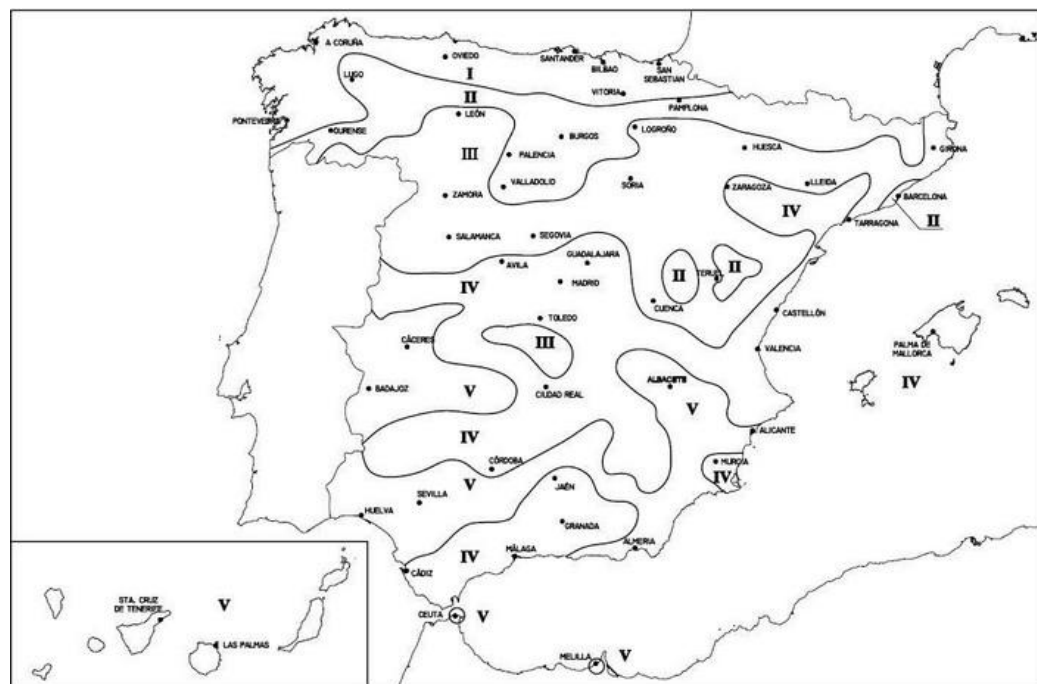 A CORUÑA
OVIEDO
SANTANDER
BILBAO
SAN
SEBASTIAN
LUGO
I
II
VITORIA
PAMPLONA
PONTEVEDRA
OURENSE
LEÓN
BURGOS
LOGROÑO
HUESCA
GIRONA
III
PALENCIA
VALLADOLID
SORIA
ZARAGOZA
LLEIDA
BARCELONA
ZAMORA
IV
TARRAGONA
II
SALAMANCA
SEGOVIA
AVILA
GUADALAJARA
II
TERUEL
II
IV
MADRID
CUENCA
CASTELLÓN
TOLEDO
CÁCERES
III
VALENCIA
PALMA DE
MALLORCA
IV
BADAJOZ
V
CIUDAD REAL
ALBACETE
V
IV
ALICANTE
CÓRDOBA
MURCIA
IV
V
JAÉN
SEVILLA
HUELVA
GRANADA
IV
MÁLAGA
ALMERIA
CÁDIZ
STA. CRUZ
DE TENERIFE
V
LAS PALMAS
CEUTA
V
MELILLA
V